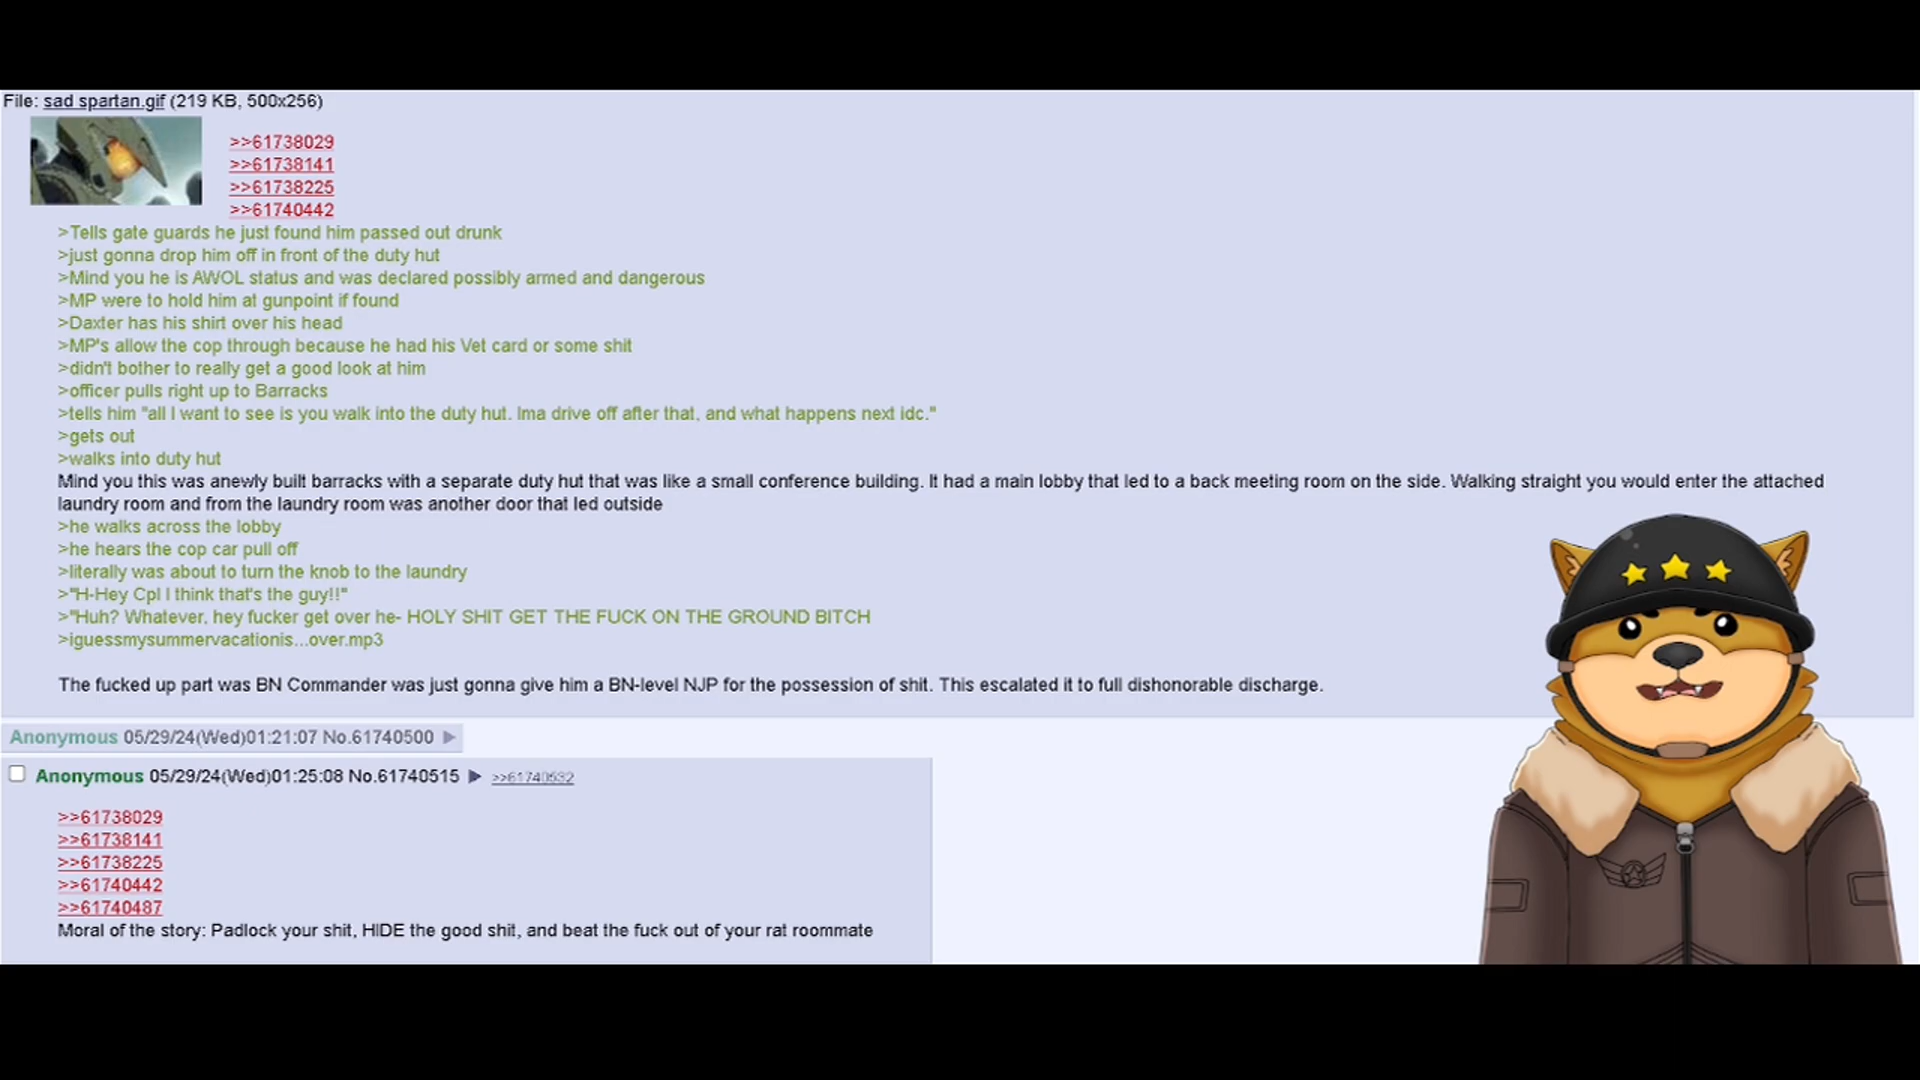 File: sad spartan.gif (219 KB, 500x256)
>>61738029
>>61738141
>>61738225
>>61740442
>Tells gate guards he just found him passed out drunk
>just gonna drop him off in front of the duty hut
>Mind you he is AWOL status and was declared possibly armed and dangerous
>MP were to hold him at gunpoint if found
>Daxter has his shirt over his head
>MP's allow the cop through because he had his Vet card or some shit
>didn't bother to really get a good look at him
>officer pulls right up to Barracks
>tells him "all I want to see is you walk into the duty hut. Ima drive off after that, and what happens next idc."
>gets out
>walks into duty hut
Mind you this was anewly built barracks with a separate duty hut that was like a small conference building. It had a main lobby that led to a back meeting room on the side. Walking straight you would enter the attached
laundry room and from the laundry room was another door that led outside
>he walks across the lobby
>he hears the cop car pull off
>literally was about to turn the knob to the laundry
>"H-Hey Cpl I think that's the guy!!"
>"Huh? Whatever, hey fucker get over he- HOLY SHIT GET THE FUCK ON THE GROUND BITCH
>iguessmysummervacationis...over.mp3
The fucked up part was BN Commander was just gonna give him a BN-level NJP for the possession of shit. This escalated it to full dishonorable discharge.
Anonymous 05/29/24(Wed)01:21:07 No.61740500 ▶
Anonymous 05/29/24(Wed)01:25:08 No.61740515 ▶ >>61740532
>>61738029
>>61738141
>>61738225
>>61740442
>>61740487
Moral of the story: Padlock your shit, HIDE the good shit, and beat the fuck out of your rat roommate